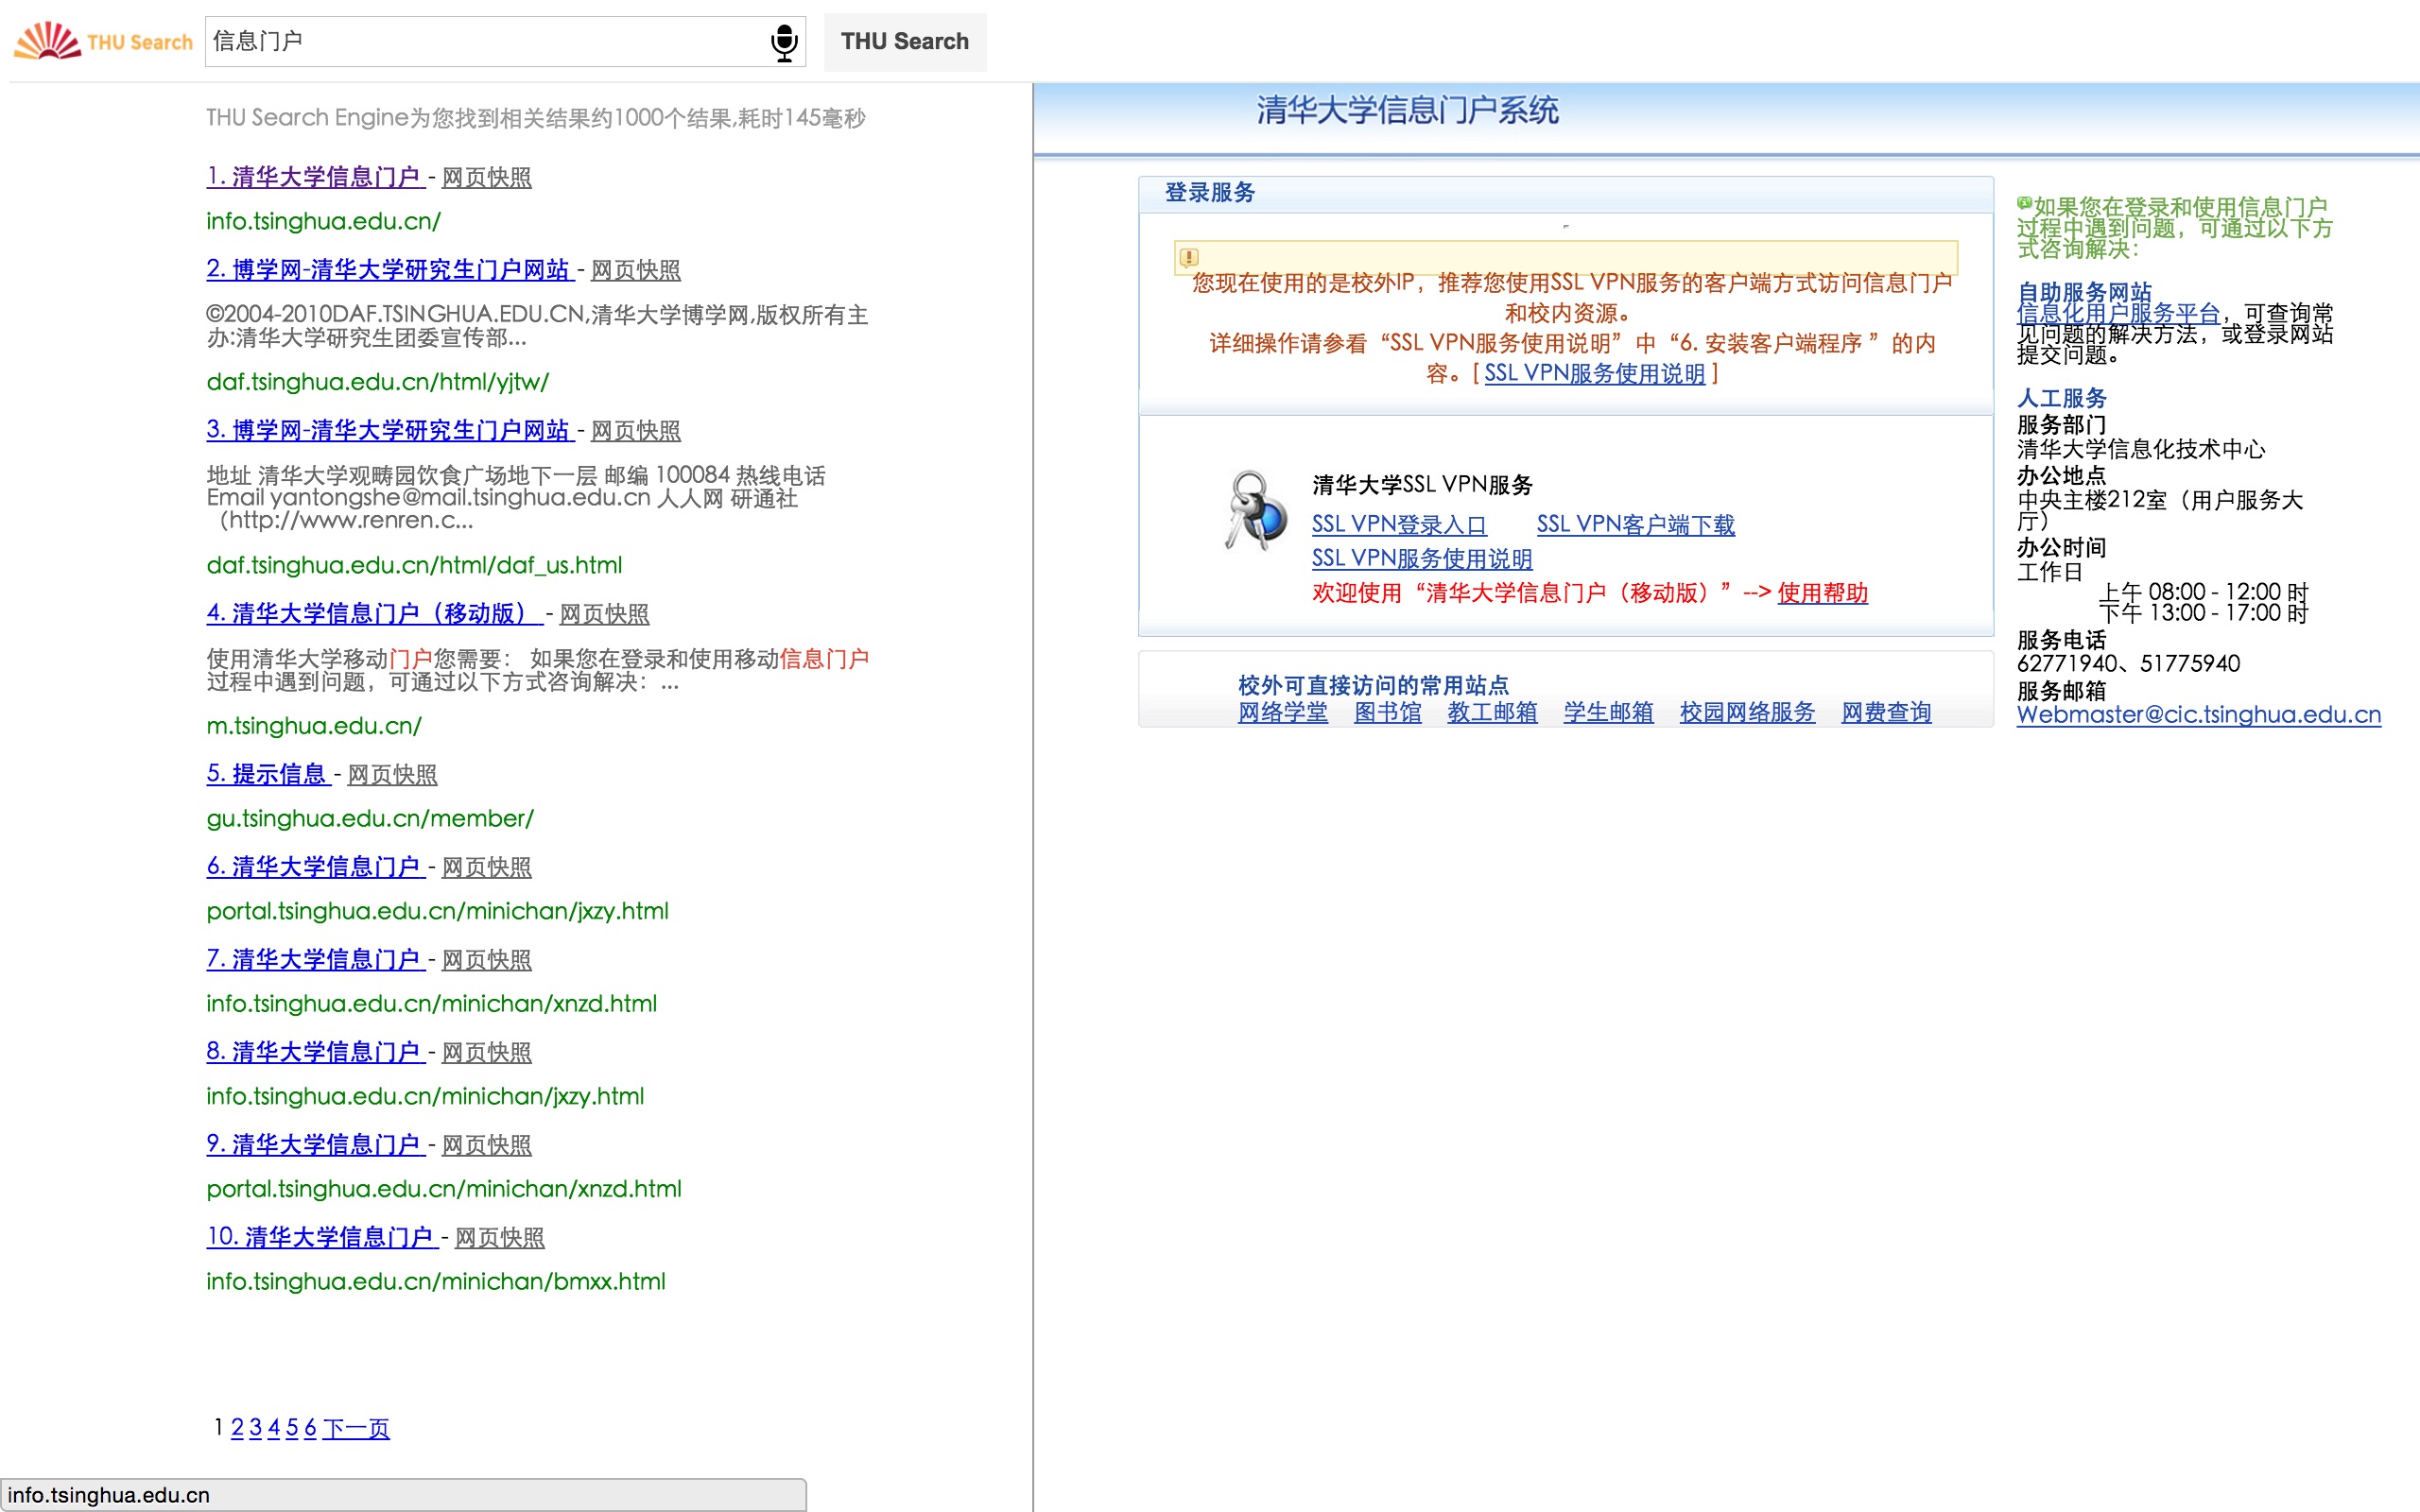 THU Search
信息门户
THU Search
THU Search Engine为您找到相关结果约1000个结果,耗时145毫秒
1. 清华大学信息门户 - 网页快照
info.tsinghua.edu.cn/
2. 博学网-清华大学研究生门户网站 - 网页快照
©2004-2010DAF.TSINGHUA.EDU.CN,清华大学博学网,版权所有主
办:清华大学研究生团委宣传部...
daf.tsinghua.edu.cn/html/yjtw/
3. 博学网-清华大学研究生门户网站 - 网页快照
地址 清华大学观畴园饮食广场地下一层 邮编 100084 热线电话
Email yantongshe@mail.tsinghua.edu.cn 人人网 研通社
（http://www.renren.c...
daf.tsinghua.edu.cn/html/daf_us.html
4. 清华大学信息门户（移动版） - 网页快照
使用清华大学移动门户您需要： 如果您在登录和使用移动信息门户
过程中遇到问题，可通过以下方式咨询解决：...
m.tsinghua.edu.cn/
5. 提示信息 - 网页快照
gu.tsinghua.edu.cn/member/
6. 清华大学信息门户 - 网页快照
portal.tsinghua.edu.cn/minichan/jxzy.html
7. 清华大学信息门户 - 网页快照
info.tsinghua.edu.cn/minichan/xnzd.html
8. 清华大学信息门户 - 网页快照
info.tsinghua.edu.cn/minichan/jxzy.html
9. 清华大学信息门户 - 网页快照
portal.tsinghua.edu.cn/minichan/xnzd.html
10. 清华大学信息门户 - 网页快照
info.tsinghua.edu.cn/minichan/bmxx.html
1 2 3 4 5 6 下一页
info.tsinghua.edu.cn
清华大学信息门户系统
登录服务
您现在使用的是校外IP，推荐您使用SSL VPN服务的客户端方式访问信息门户
和校内资源。
详细操作请参看“SSL VPN服务使用说明”中“6. 安装客户端程序 ”的内
容。[ SSL VPN服务使用说明 ]
清华大学SSL VPN服务
SSL VPN登录入口 SSL VPN客户端下载
SSL VPN服务使用说明
欢迎使用“清华大学信息门户（移动版）”--> 使用帮助
校外可直接访问的常用站点
网络学堂 图书馆 教工邮箱 学生邮箱 校园网络服务 网费查询
如果您在登录和使用信息门户
过程中遇到问题，可通过以下方
式咨询解决：
自助服务网站
信息化用户服务平台，可查询常
见问题的解决方法，或登录网站
提交问题。
人工服务
服务部门
清华大学信息化技术中心
办公地点
中央主楼212室（用户服务大
厅）
办公时间
工作日
上午 08:00 - 12:00 时
下午 13:00 - 17:00 时
服务电话
62771940、51775940
服务邮箱
Webmaster@cic.tsinghua.edu.cn